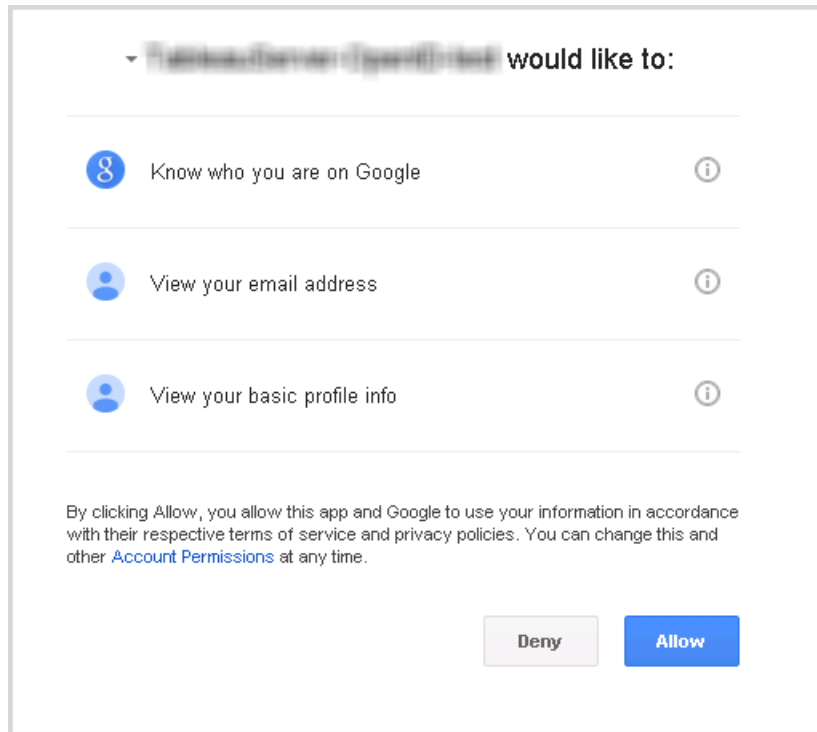 would like to:
Know who you are on Google
View your email address
View your basic profile info
By clicking Allow, you allow this app and Google to use your information in accordance
with their respective terms of service and privacy policies. You can change this and
other Account Permissions at any time.
Deny Allow